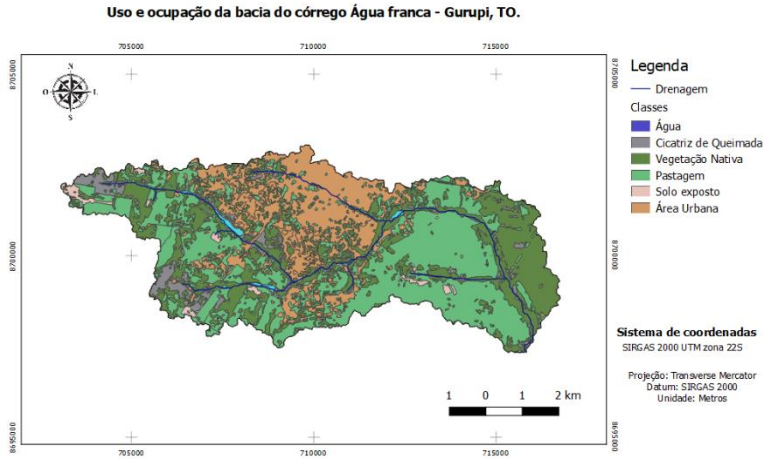 Uso e ocupação da bacia do córrego Água franca - Gurupi, TO.
705000 710000 715000
8705000 8705000
N
O L
S
Legenda
Drenagem
Classes
Água
Cicatriz de Queimada
Vegetação Nativa
Pastagem
Solo exposto
Área Urbana
8700000 8700000
Sistema de coordenadas
SIRGAS 2000 UTM zona 22S
Projeção: Transverse Mercator
Datum: SIRGAS 2000
Unidade: Metros
1 0 1 2 km
8695000 8695000
705000 710000 715000